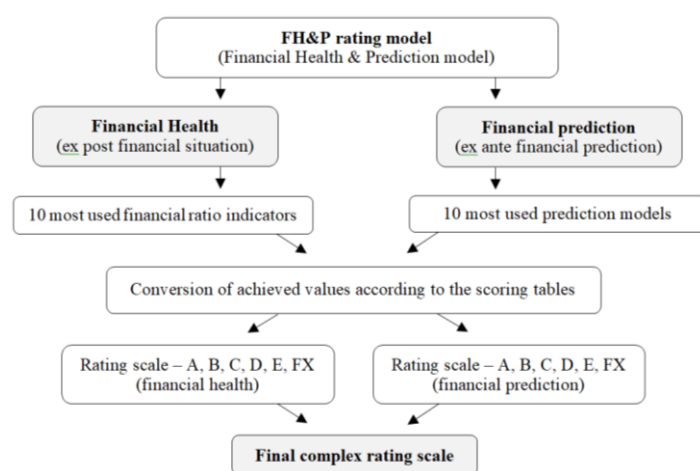 FH&P rating model
(Financial Health & Prediction model)
Financial Health
(ex post financial situation)
Financial prediction
(ex ante financial prediction)
10 most used financial ratio indicators
10 most used prediction models
Conversion of achieved values according to the scoring tables
Rating scale – A, B, C, D, E, FX
(financial health)
Rating scale – A, B, C, D, E, FX
(financial prediction)
Final complex rating scale